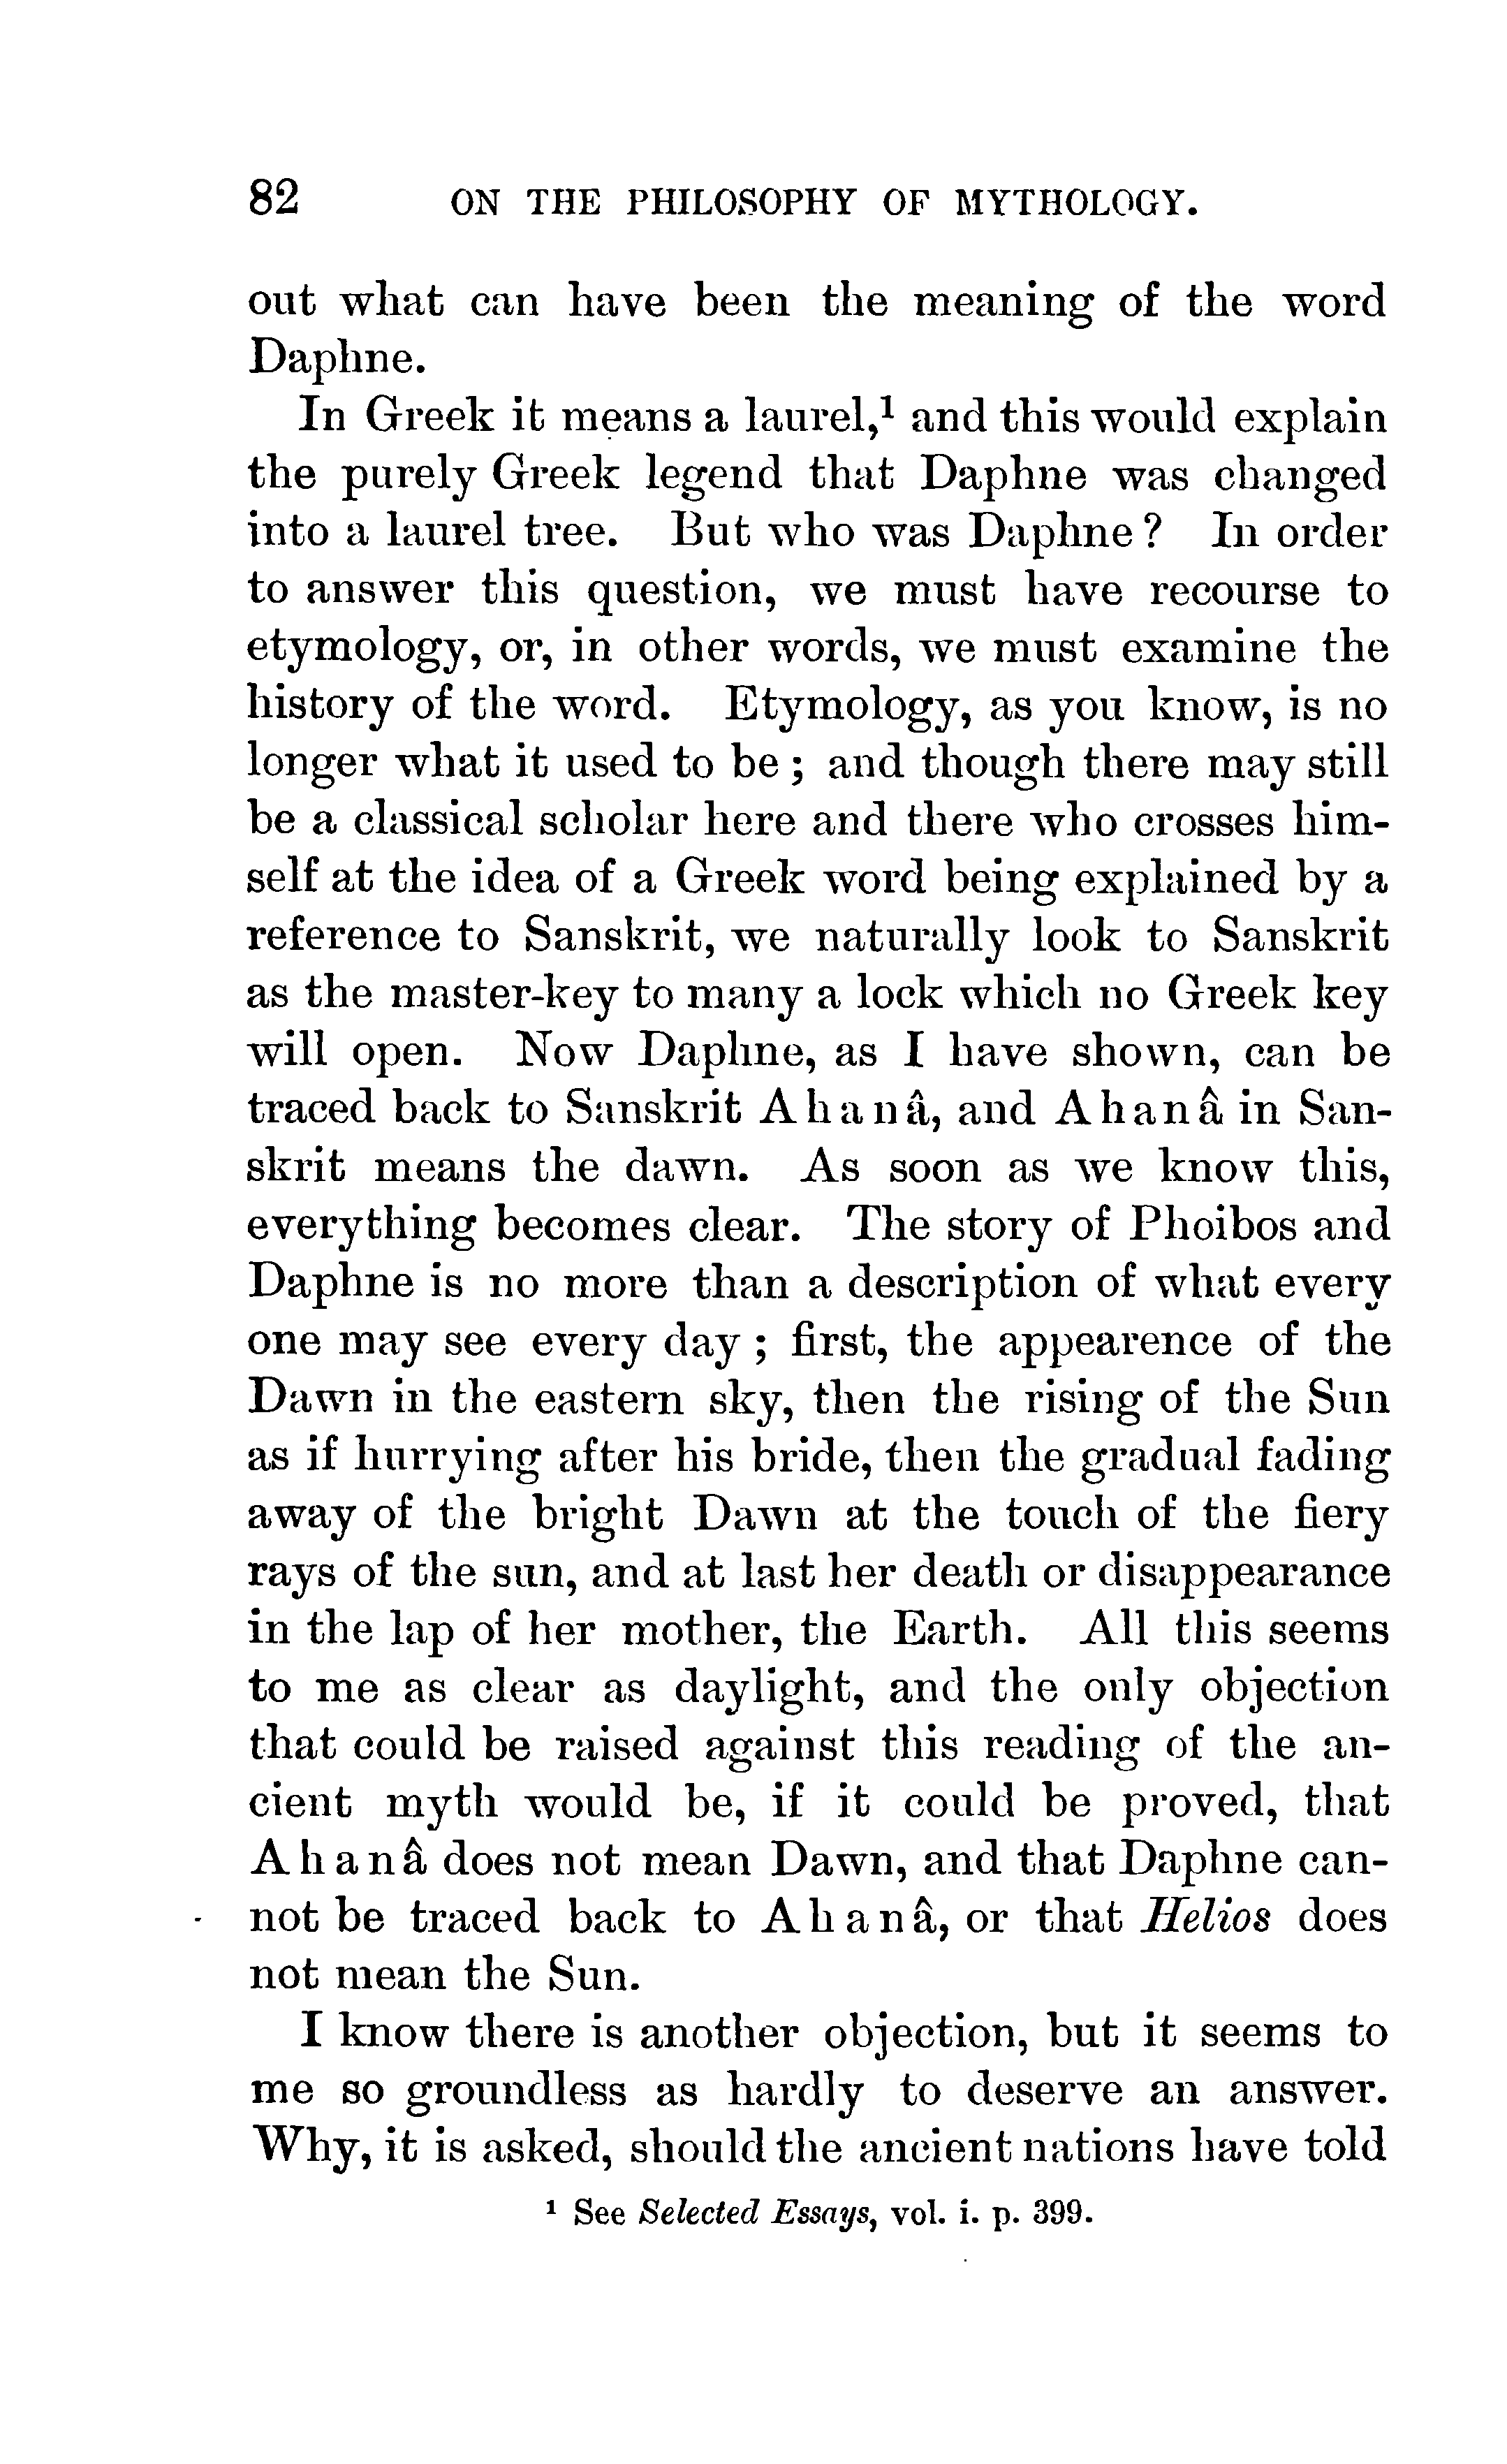 82 ON THE PHILOSOPHY OF MYTHOLOGY.
out what can have been the meaning of the word
Daphne.
In Greek it means a laurel,¹ and this would explain
the purely Greek legend that Daphne was changed
into a laurel tree. But who was Daphne? In order
to answer this question, we must have recourse to
etymology, or, in other words, we must examine the
history of the word. Etymology, as you know, is no
longer what it used to be; and though there may still
be a classical scholar here and there who crosses him-
self at the idea of a Greek word being explained by a
reference to Sanskrit, we naturally look to Sanskrit
as the master-key to many a lock which no Greek key
will open. Now Daphne, as I have shown, can be
traced back to Sanskrit Ahanâ, and Ahanâ in San-
skrit means the dawn. As soon as we know this,
everything becomes clear. The story of Phoibos and
Daphne is no more than a description of what every
one may see every day; first, the appearence of the
Dawn in the eastern sky, then the rising of the Sun
as if hurrying after his bride, then the gradual fading
away of the bright Dawn at the touch of the fiery
rays of the sun, and at last her death or disappearance
in the lap of her mother, the Earth. All this seems
to me as clear as daylight, and the only objection
that could be raised against this reading of the an-
cient myth would be, if it could be proved, that
Ahanâ does not mean Dawn, and that Daphne can-
not be traced back to Ahanâ, or that Helios does
not mean the Sun.
I know there is another objection, but it seems to
me so groundless as hardly to deserve an answer.
Why, it is asked, should the ancient nations have told
¹ See Selected Essays, vol. i. p. 399.